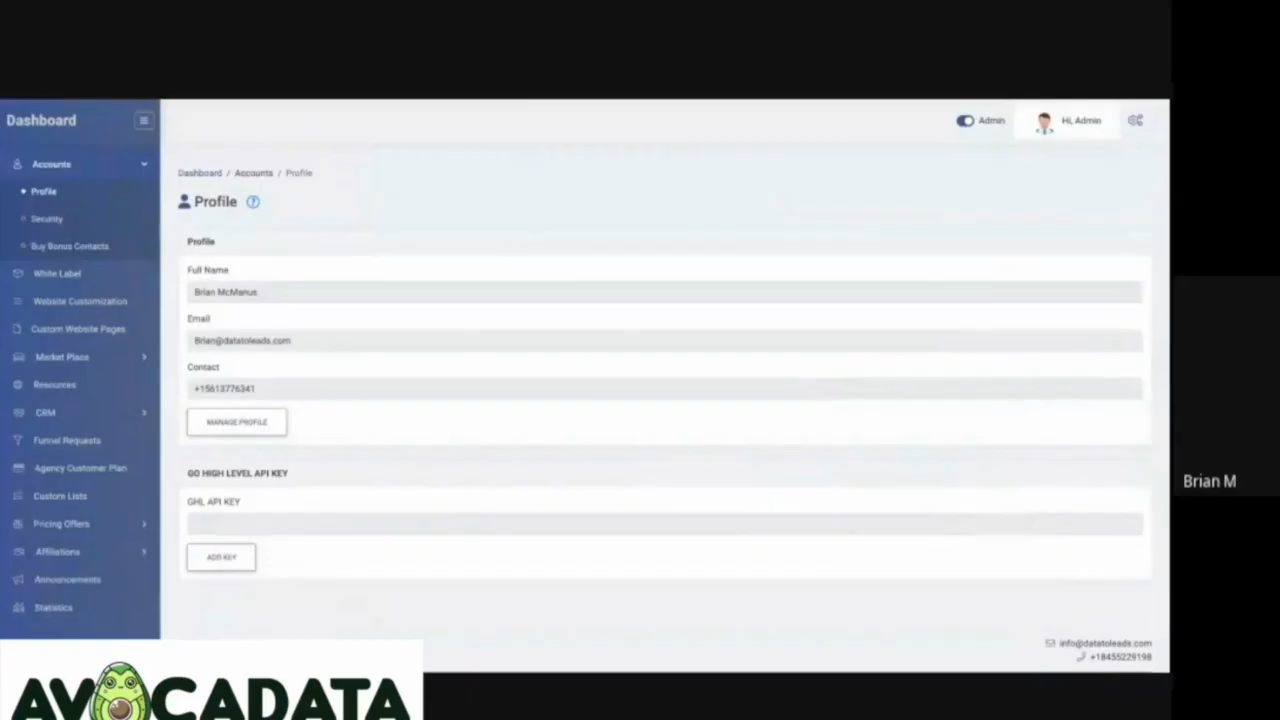 Dashboard
Admin
Hi, Admin
Accounts
Profile
Security
Buy Bonus Contacts
White Label
Website Customization
Custom Website Pages
Market Place
Resources
CRM
Funnel Requests
Agency Customer Plan
Custom Lists
Pricing Offers
Affiliations
Announcements
Statistics
Dashboard / Accounts / Profile
Profile
Profile
Full Name
Brian McManus
Email
Brian@datatoleads.com
Contact
+15613776341
MANAGE PROFILE
GO HIGH LEVEL API KEY
GHL API KEY
ADD KEY
info@datatoleads.com
+18455229198
Brian M
AVOCADATA